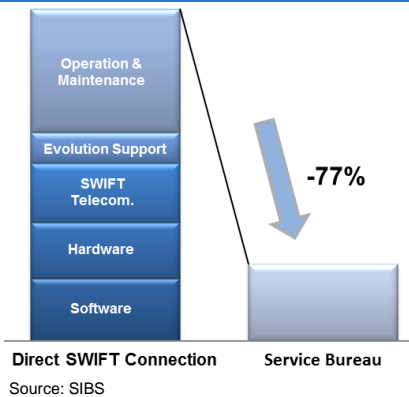 Operation &
Maintenance
Evolution Support
SWIFT
Telecom.
Hardware
Software
-77%
Direct SWIFT Connection
Service Bureau
Source: SIBS